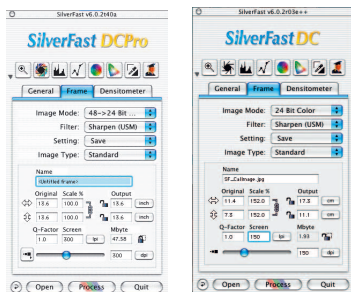 SilverFast v6.0.2t40a
SilverFast DCPro
General Frame Densitometer
Image Mode: 48->24 Bit ...
Filter: Sharpen (USM)
Setting: Save
Image Type: Standard
Name
<Untitled frame>
Original Scale % Output
13.6 100.0 13.6 inch
13.6 100.0 13.6 inch
Q-Factor Screen Mbyte
1.0 300 lpi 47.58
300 dpi
Open Process Quit
SilverFast v6.0.2r03e++
SilverFast DC
General Frame Densitometer
Image Mode: 24 Bit Color
Filter: Sharpen (USM)
Setting: Save
Image Type: Standard
Name
SF_CalImage.jpg
Original Scale % Output
11.4 152.0 17.3 cm
7.3 152.0 11.1 cm
Q-Factor Screen Mbyte
1.0 150 lpi 1.93
150 dpi
Open Process Quit